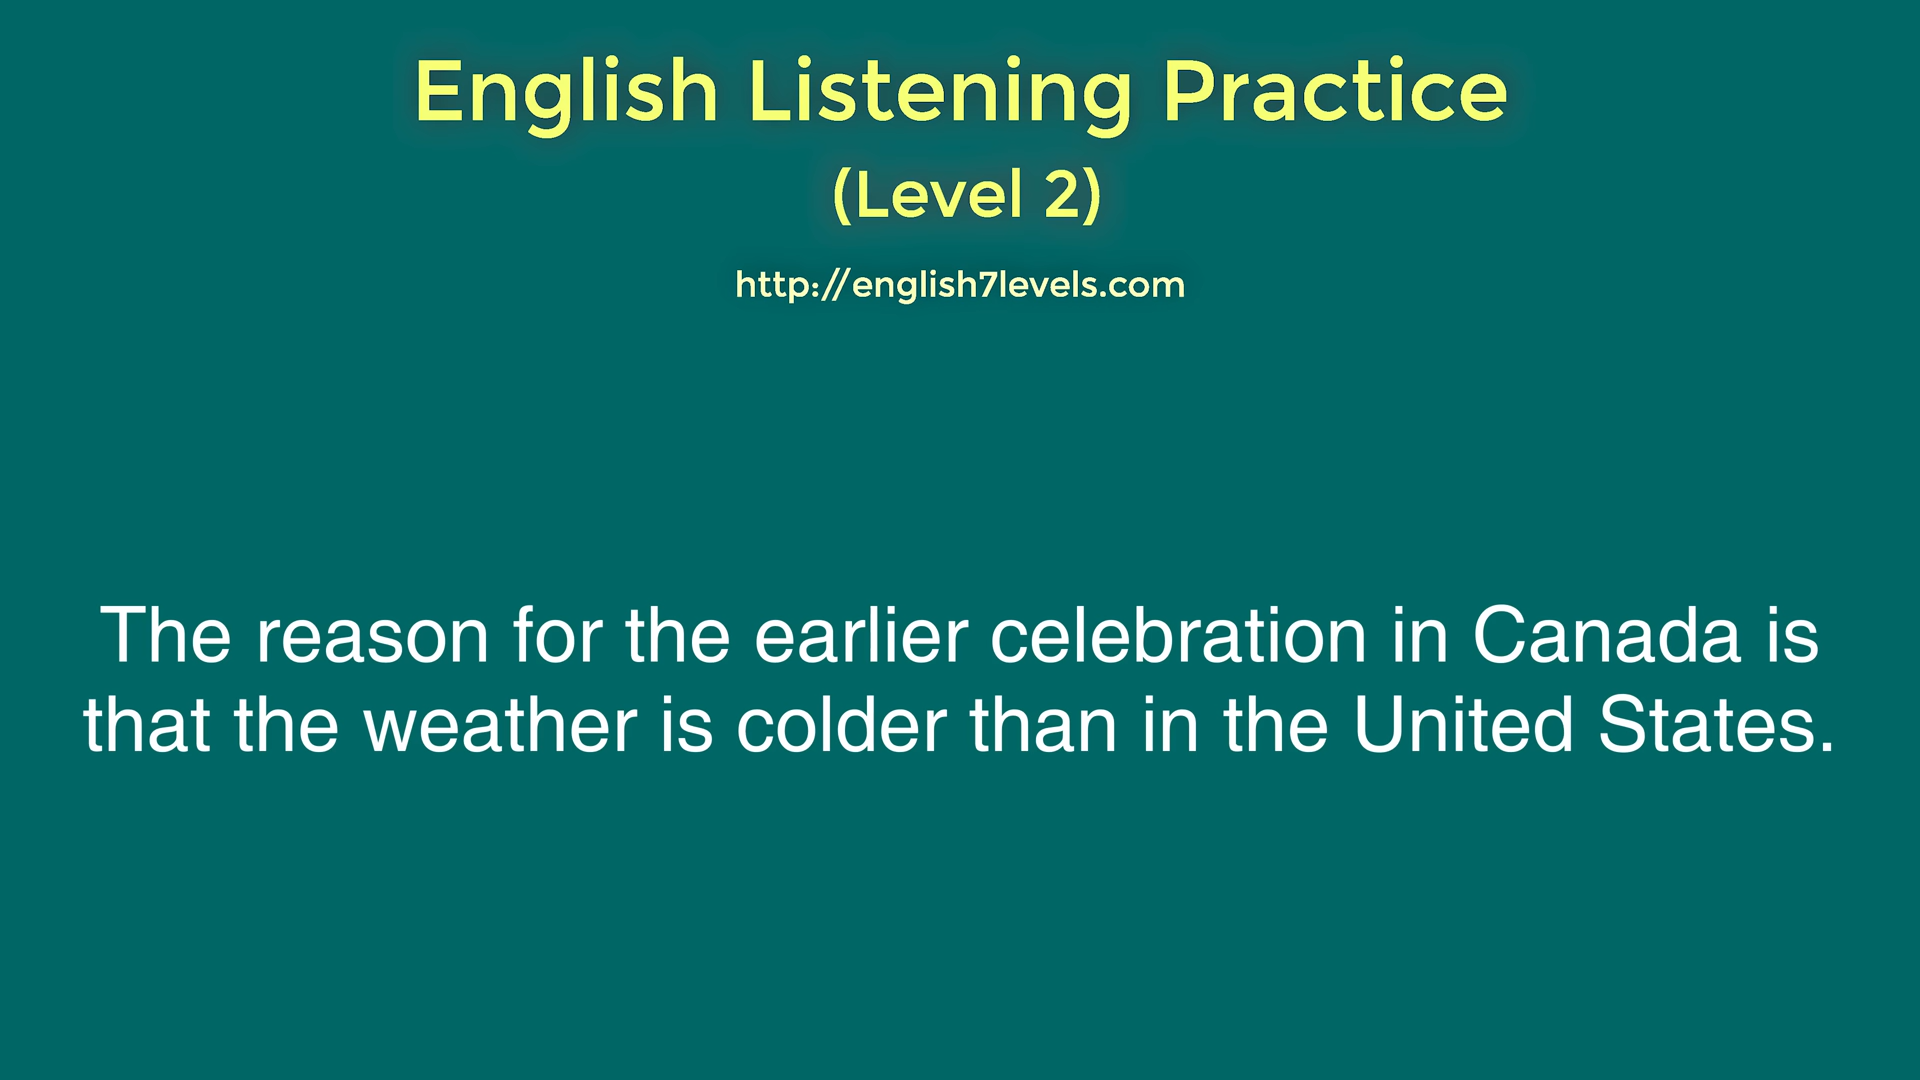 English Listening Practice
(Level 2)
http://english7levels.com
The reason for the earlier celebration in Canada is
that the weather is colder than in the United States.